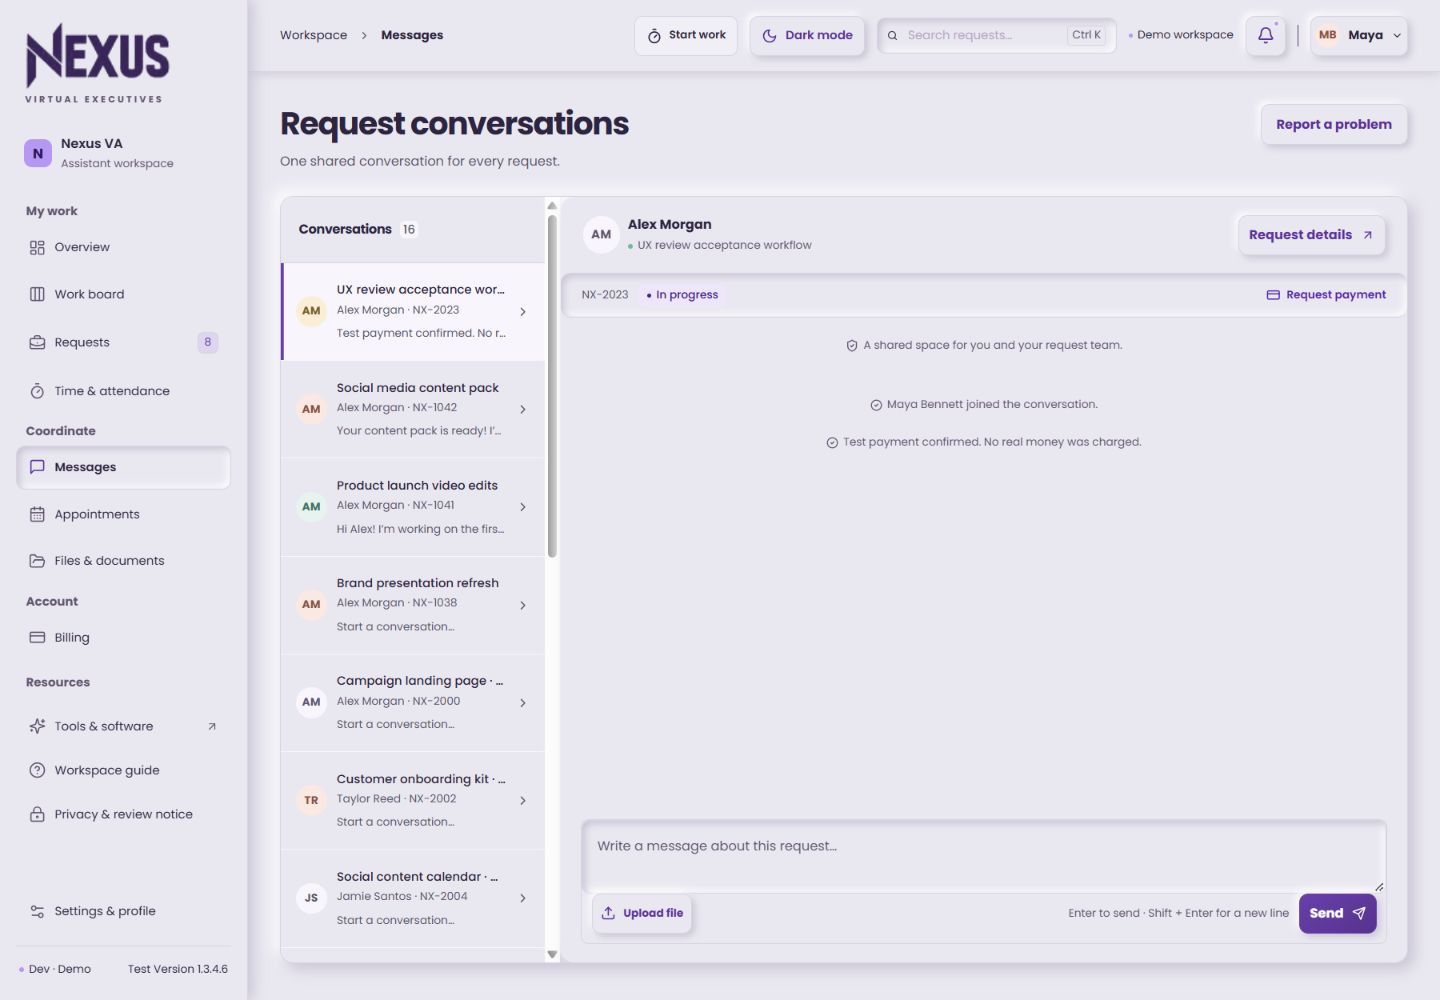 NEXUS
VIRTUAL EXECUTIVES
N
Nexus VA
Assistant workspace
My work
Overview
Work board
Requests 8
Time & attendance
Coordinate
Messages
Appointments
Files & documents
Account
Billing
Resources
Tools & software
Workspace guide
Privacy & review notice
Settings & profile
Dev · Demo
Test Version 1.3.4.6
Workspace > Messages
Start work
Dark mode
Search requests…
Ctrl K
Demo workspace
MB
Maya
Request conversations
One shared conversation for every request.
Report a problem
Conversations 16
AM
UX review acceptance wor…
Alex Morgan · NX-2023
Test payment confirmed. No r…
AM
Social media content pack
Alex Morgan · NX-1042
Your content pack is ready! I'…
AM
Product launch video edits
Alex Morgan · NX-1041
Hi Alex! I'm working on the firs…
AM
Brand presentation refresh
Alex Morgan · NX-1038
Start a conversation…
AM
Campaign landing page · …
Alex Morgan · NX-2000
Start a conversation…
TR
Customer onboarding kit · …
Taylor Reed · NX-2002
Start a conversation…
JS
Social content calendar · …
Jamie Santos · NX-2004
Start a conversation…
AM
Alex Morgan
UX review acceptance workflow
Request details
NX-2023
In progress
Request payment
A shared space for you and your request team.
Maya Bennett joined the conversation.
Test payment confirmed. No real money was charged.
Write a message about this request…
Upload file
Enter to send · Shift + Enter for a new line
Send